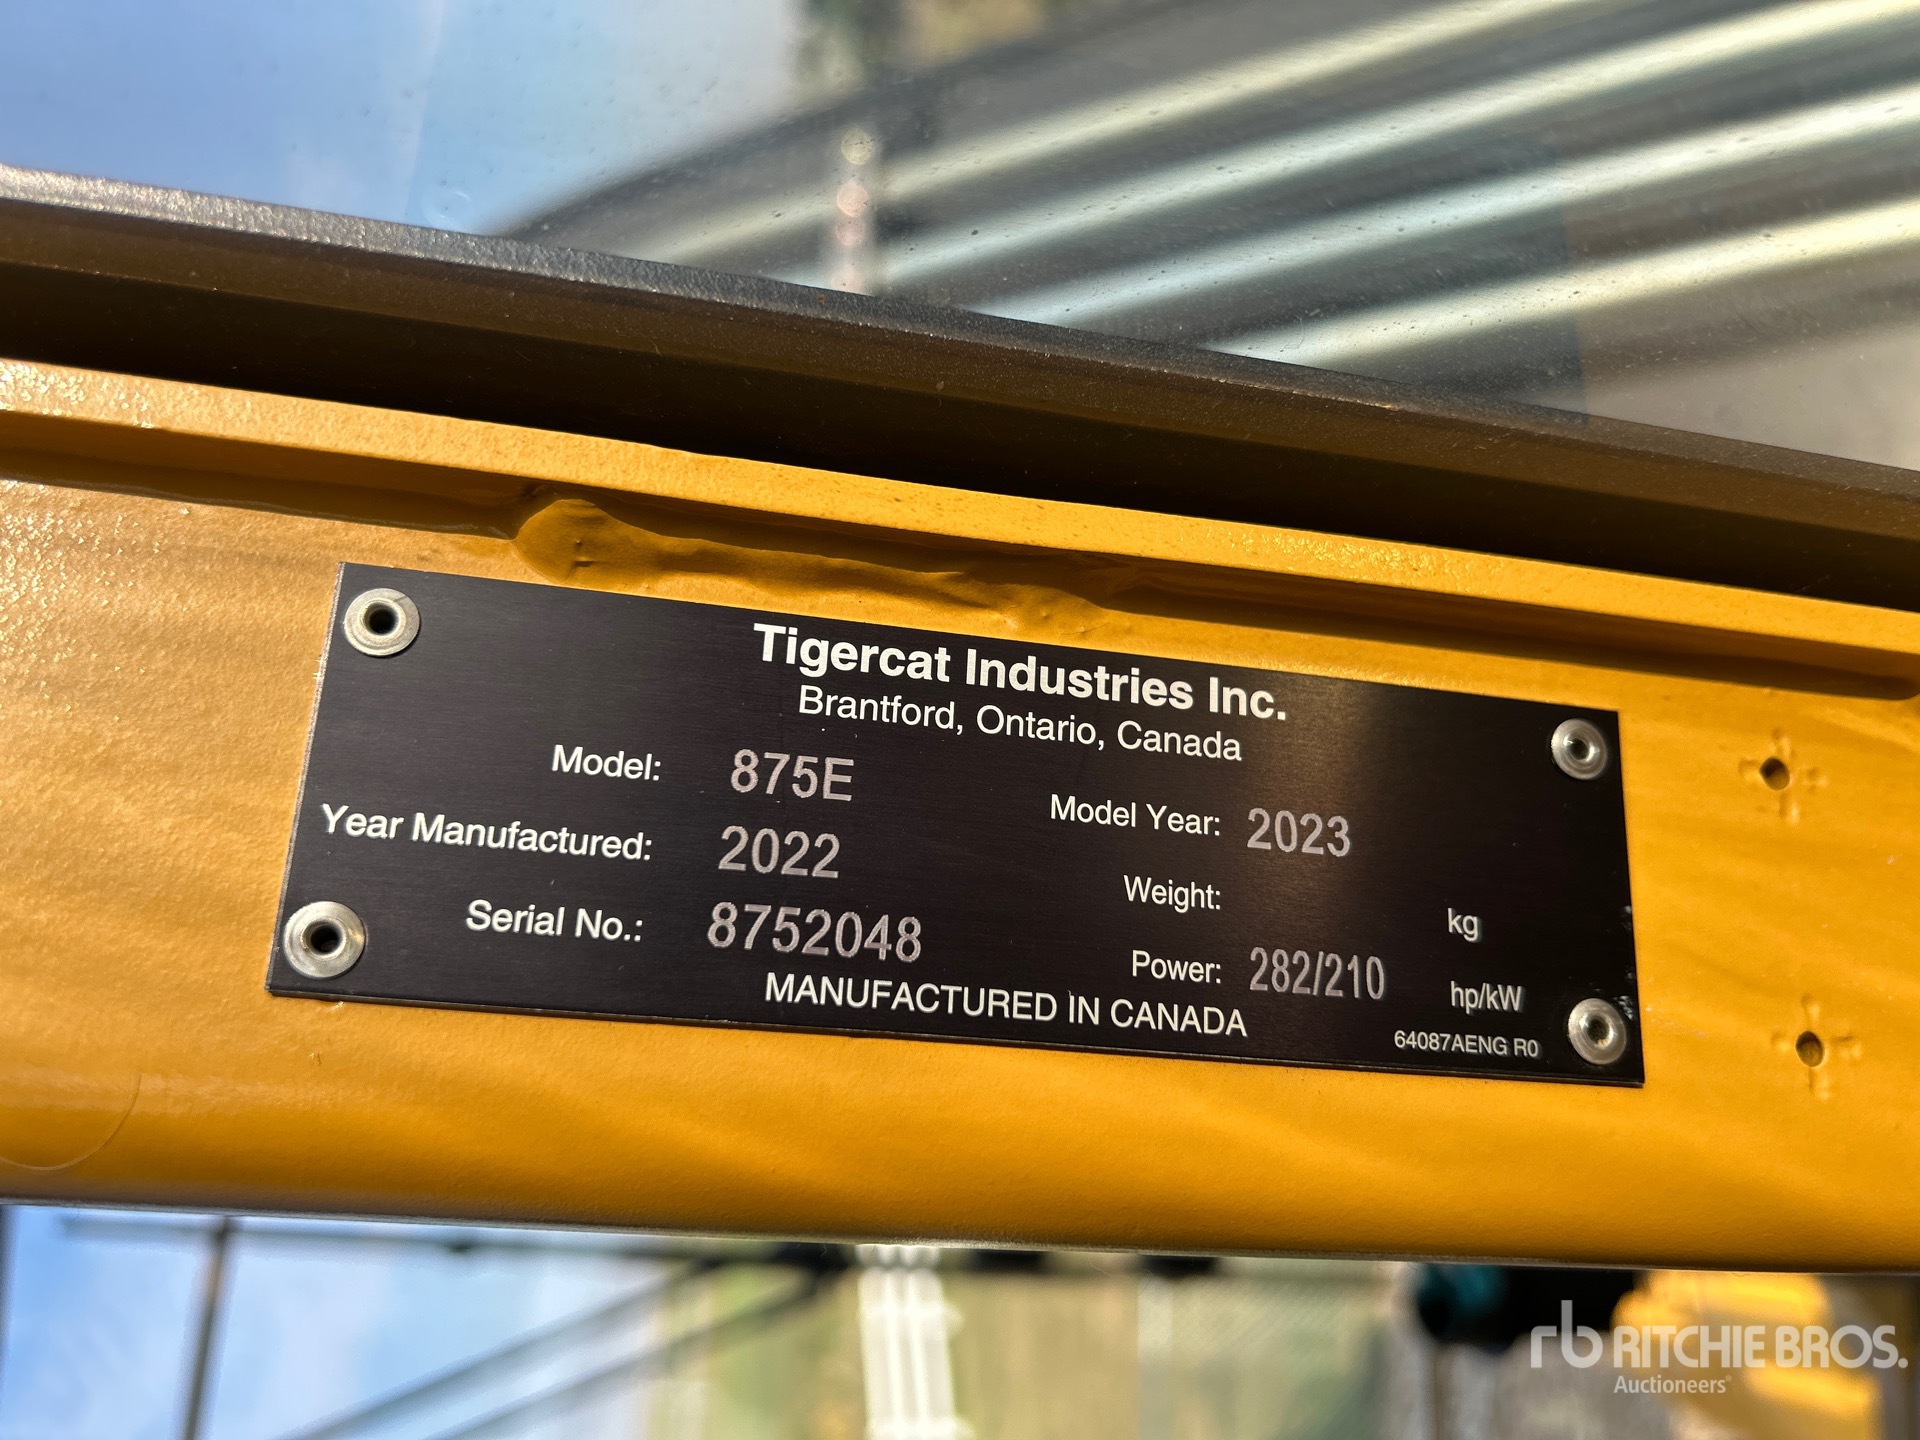 Tigercat Industries Inc.
Brantford, Ontario, Canada
Model: 875E Model Year: 2023
Year Manufactured: 2022 Weight: kg
Serial No.: 8752048 Power: 282/210 hp/kW
MANUFACTURED IN CANADA
64087AENG R0
rb RITCHIE BROS.
Auctioneers